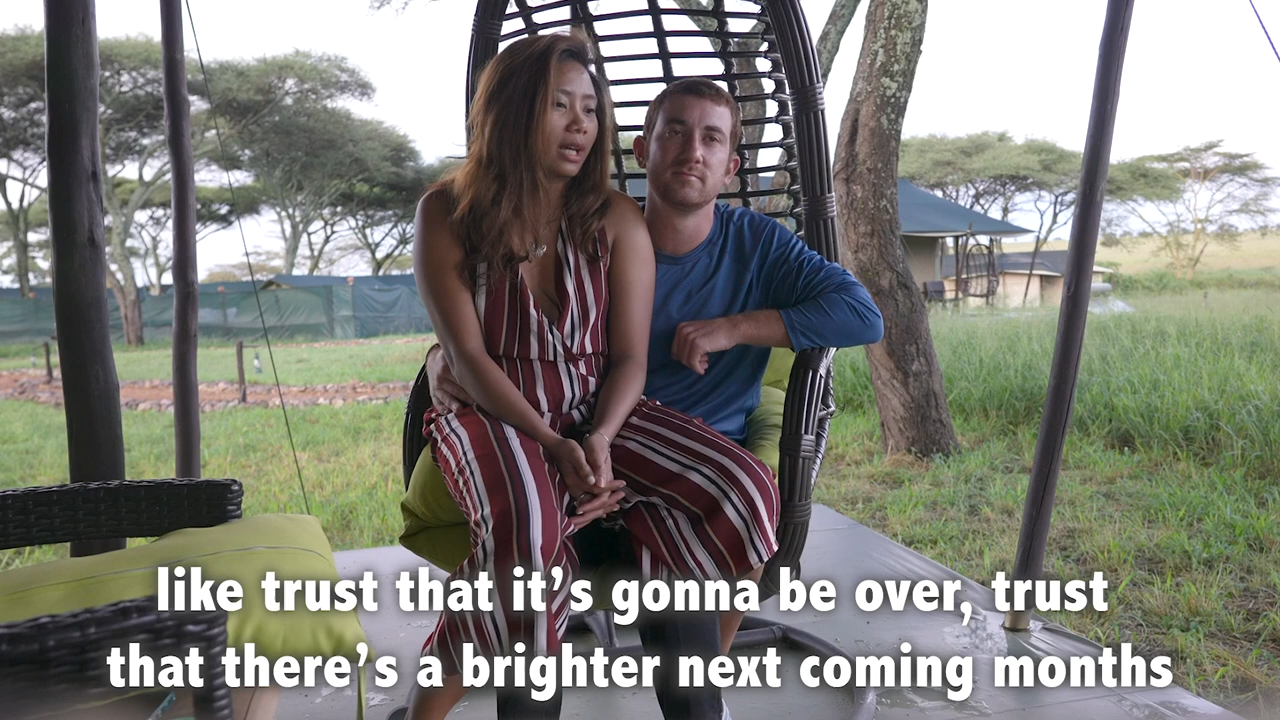 like trust that it’s gonna be over, trust
that there’s a brighter next coming months